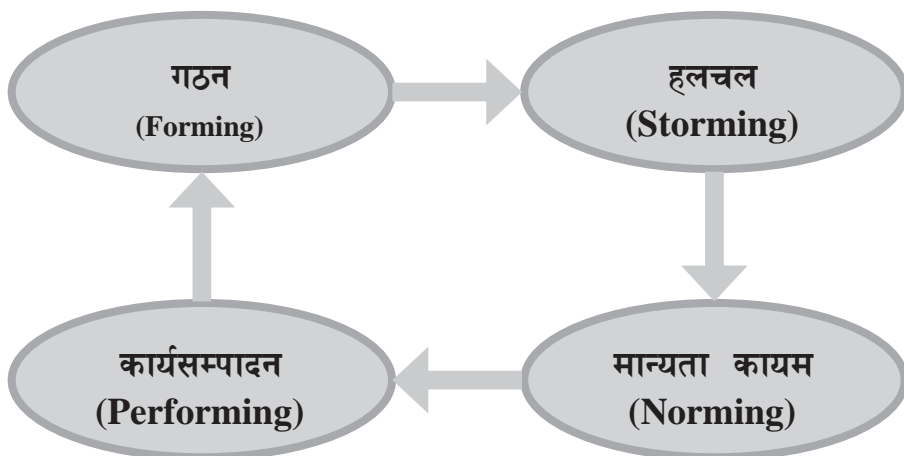 गठन
(Forming)
हलचल
(Storming)
कार्यसम्पादन
(Performing)
मान्यता कायम
(Norming)